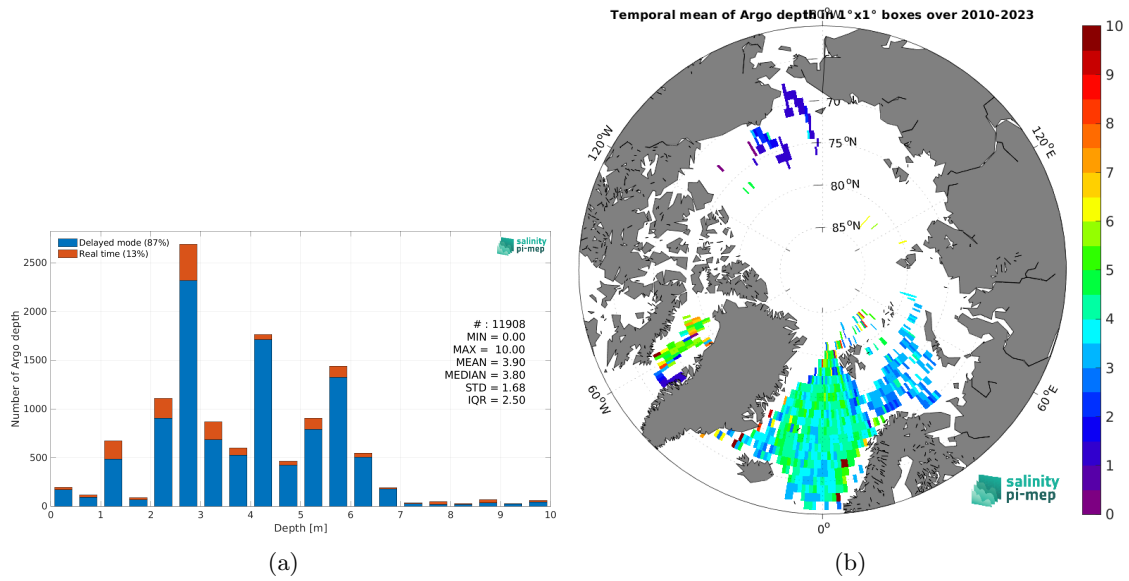 Temporal mean of Argo depth in 1°x1° boxes over 2010-2023
Delayed mode (87%)
Real time (13%)
salinity
pi-mep
# : 11908
MIN = 0.00
MAX = 10.00
MEAN = 3.90
MEDIAN = 3.80
STD = 1.68
IQR = 2.50
Number of Argo depth
2500
2000
1500
1000
500
0
0 1 2 3 4 5 6 7 8 9 10
Depth [m]
(a)
180°W
120°W
120°E
60°W
60°E
0°
70°N
75°N
80°N
85°N
salinity
pi-mep
10
9
8
7
6
5
4
3
2
1
0
(b)